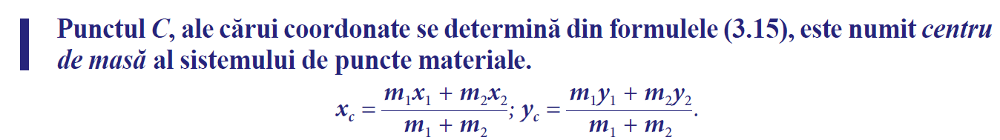 Punctul C, ale cărui coordonate se determină din formulele (3.15), este numit centru
de masă al sistemului de puncte materiale.
x_c = \frac{m_1x_1 + m_2x_2}{m_1 + m_2}; y_c = \frac{m_1y_1 + m_2y_2}{m_1 + m_2}.